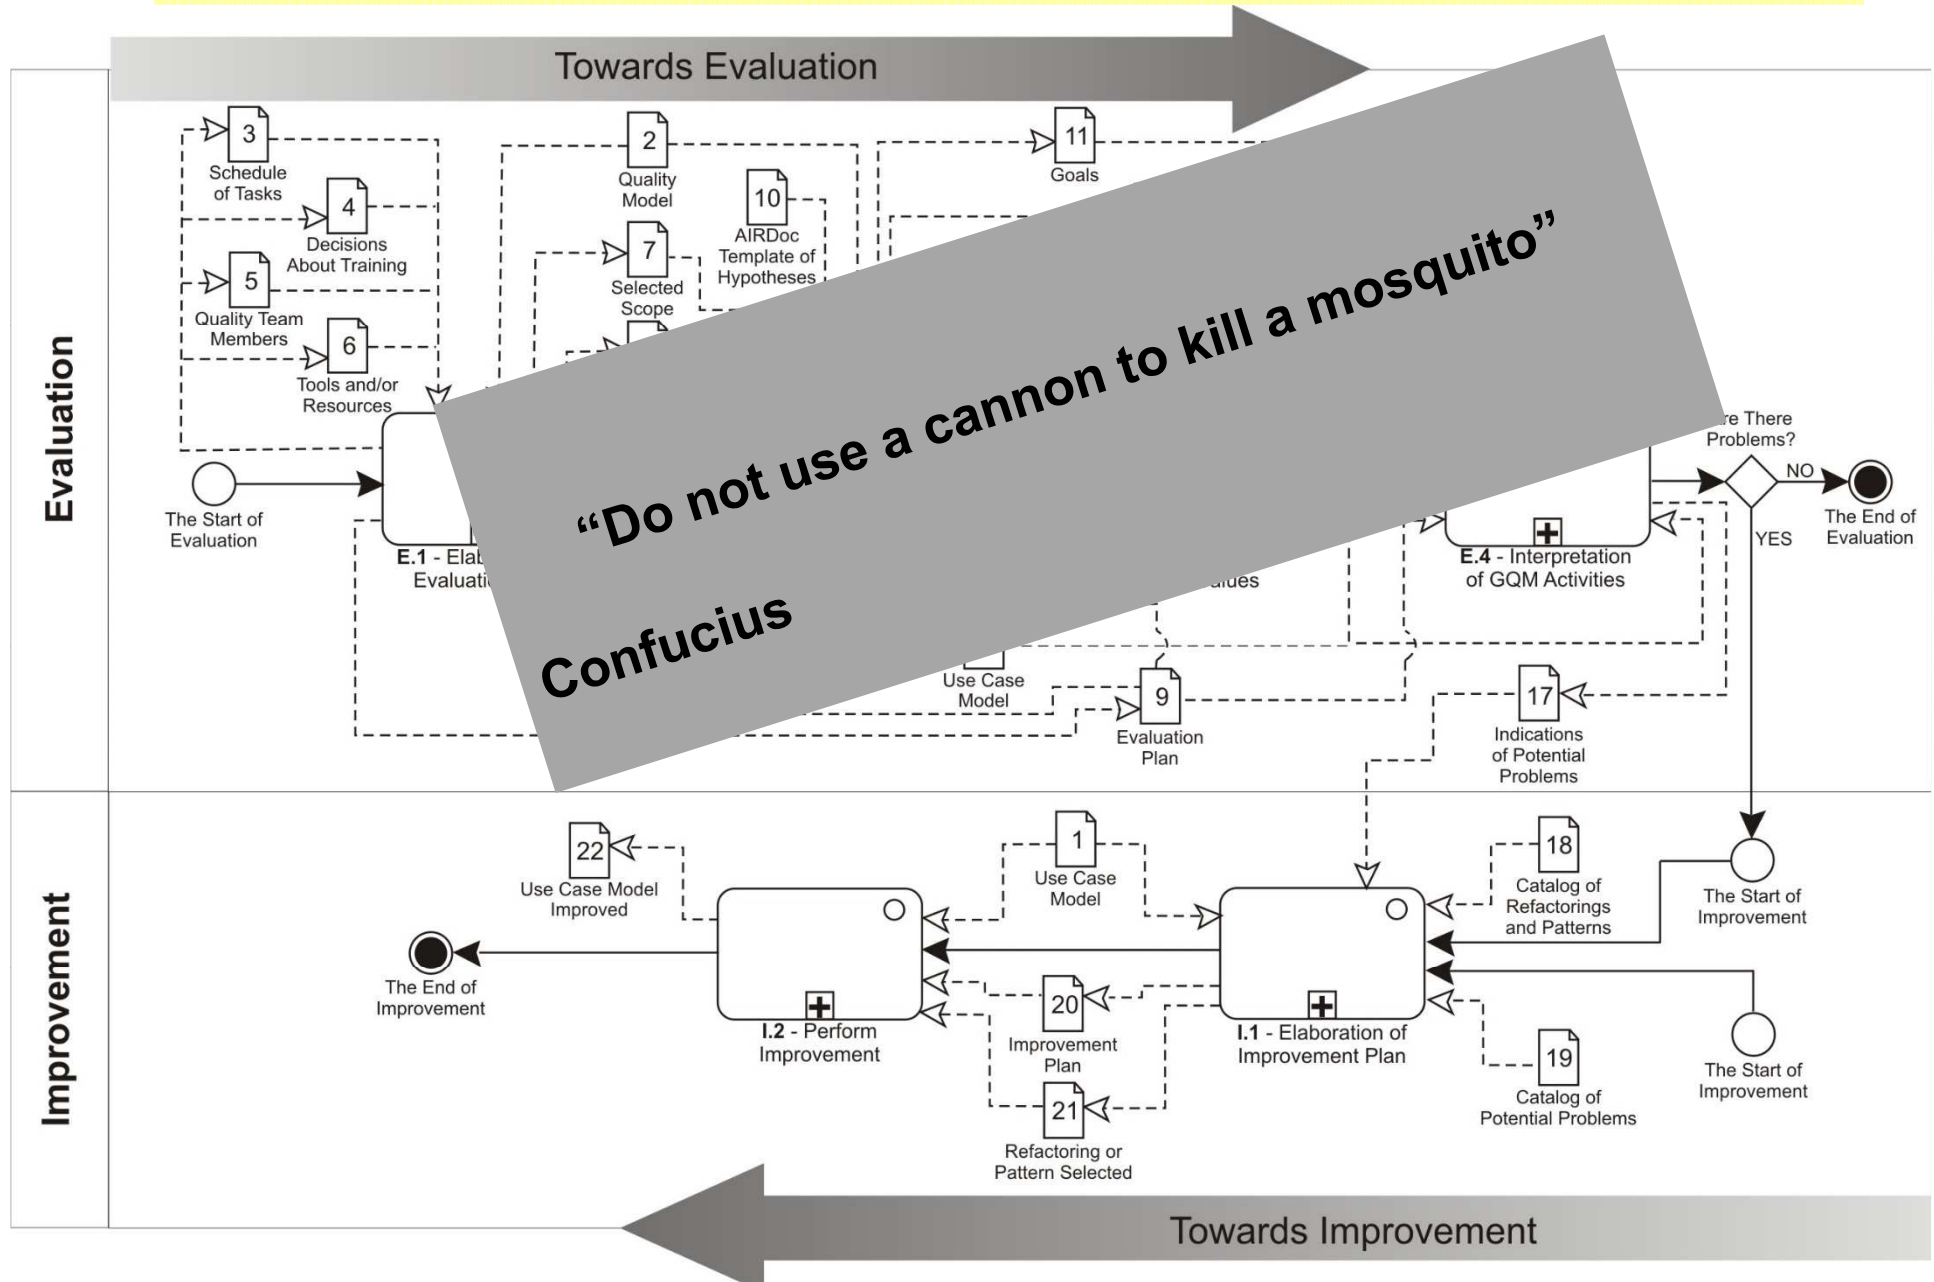 Towards Evaluation
Evaluation
3
Schedule
of Tasks
4
Decisions
About Training
5
Quality Team
Members
6
Tools and/or
Resources
2
Quality
Model
10
AIRDoc
Template of
Hypotheses
7
Selected
Scope
11
Goals
“Do not use a cannon to kill a mosquito”
Confucius
The Start of
Evaluation
E.1
E.4 - Interpretation
of GQM Activities
There
Problems?
NO
YES
The End of
Evaluation
Use Case
Model
9
Evaluation
Plan
17
Indications
of Potential
Problems
Improvement
22
Use Case Model
Improved
1
Use Case
Model
18
Catalog of
Refactorings
and Patterns
The Start of
Improvement
The End of
Improvement
I.2 - Perform
Improvement
20
Improvement
Plan
I.1 - Elaboration of
Improvement Plan
19
Catalog of
Potential Problems
The Start of
Improvement
21
Refactoring or
Pattern Selected
Towards Improvement